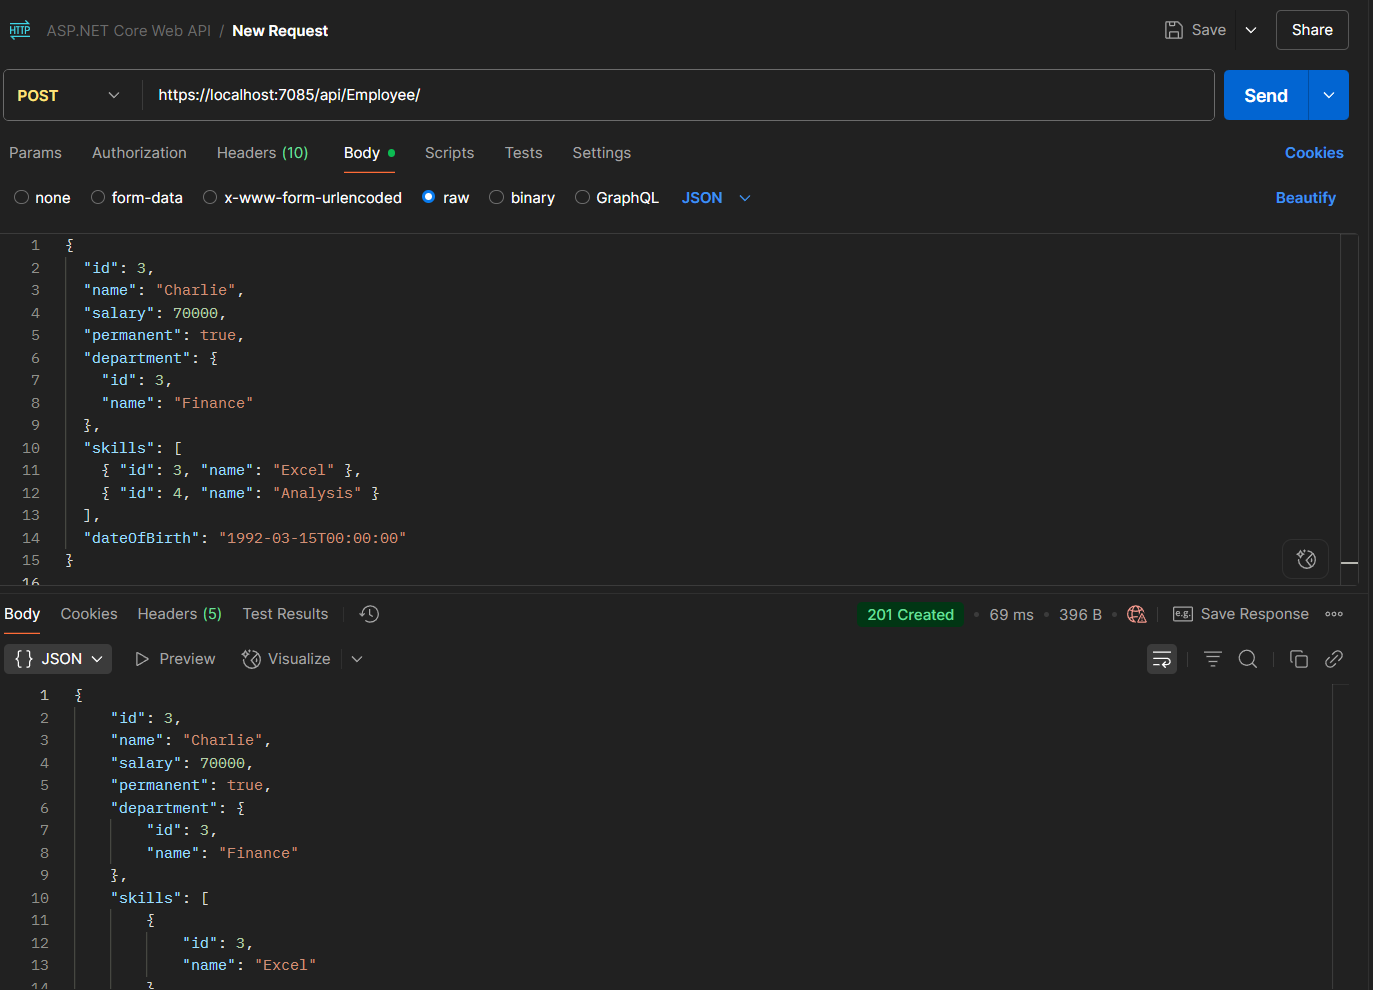 HTTP ASP.NET Core Web API / New Request Save Share
POST https://localhost:7085/api/Employee/ Send
Params Authorization Headers (10) Body Scripts Tests Settings Cookies
none form-data x-www-form-urlencoded raw binary GraphQL JSON Beautify
1 {
2 "id": 3,
3 "name": "Charlie",
4 "salary": 70000,
5 "permanent": true,
6 "department": {
7 "id": 3,
8 "name": "Finance"
9 },
10 "skills": [
11 { "id": 3, "name": "Excel" },
12 { "id": 4, "name": "Analysis" }
13 ],
14 "dateOfBirth": "1992-03-15T00:00:00"
15 }
16
Body Cookies Headers (5) Test Results 201 Created • 69 ms • 396 B • e.g. Save Response
{} JSON Preview Visualize
1 {
2 "id": 3,
3 "name": "Charlie",
4 "salary": 70000,
5 "permanent": true,
6 "department": {
7 "id": 3,
8 "name": "Finance"
9 },
10 "skills": [
11 {
12 "id": 3,
13 "name": "Excel"
14 }